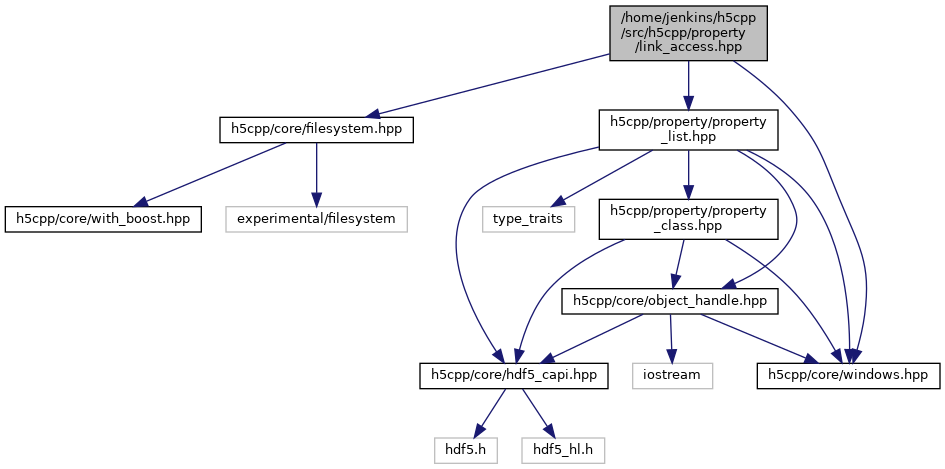 /home/jenkins/h5cpp
/src/h5cpp/property
/link_access.hpp
h5cpp/core/filesystem.hpp
h5cpp/property/property
_list.hpp
h5cpp/core/with_boost.hpp
experimental/filesystem
type_traits
h5cpp/property/property
_class.hpp
h5cpp/core/object_handle.hpp
h5cpp/core/hdf5_capi.hpp
iostream
h5cpp/core/windows.hpp
hdf5.h
hdf5_hl.h